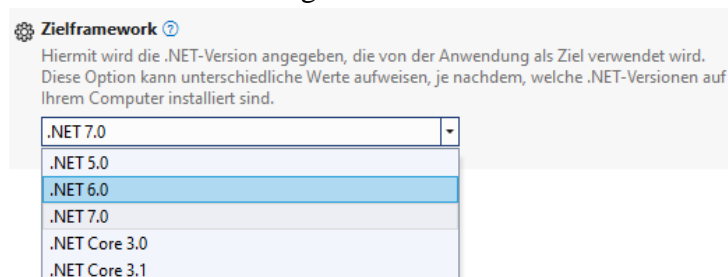 Zielframework
Hiermit wird die .NET-Version angegeben, die von der Anwendung als Ziel verwendet wird.
Diese Option kann unterschiedliche Werte aufweisen, je nachdem, welche .NET-Versionen auf
Ihrem Computer installiert sind.
.NET 7.0
.NET 5.0
.NET 6.0
.NET 7.0
.NET Core 3.0
.NET Core 3.1